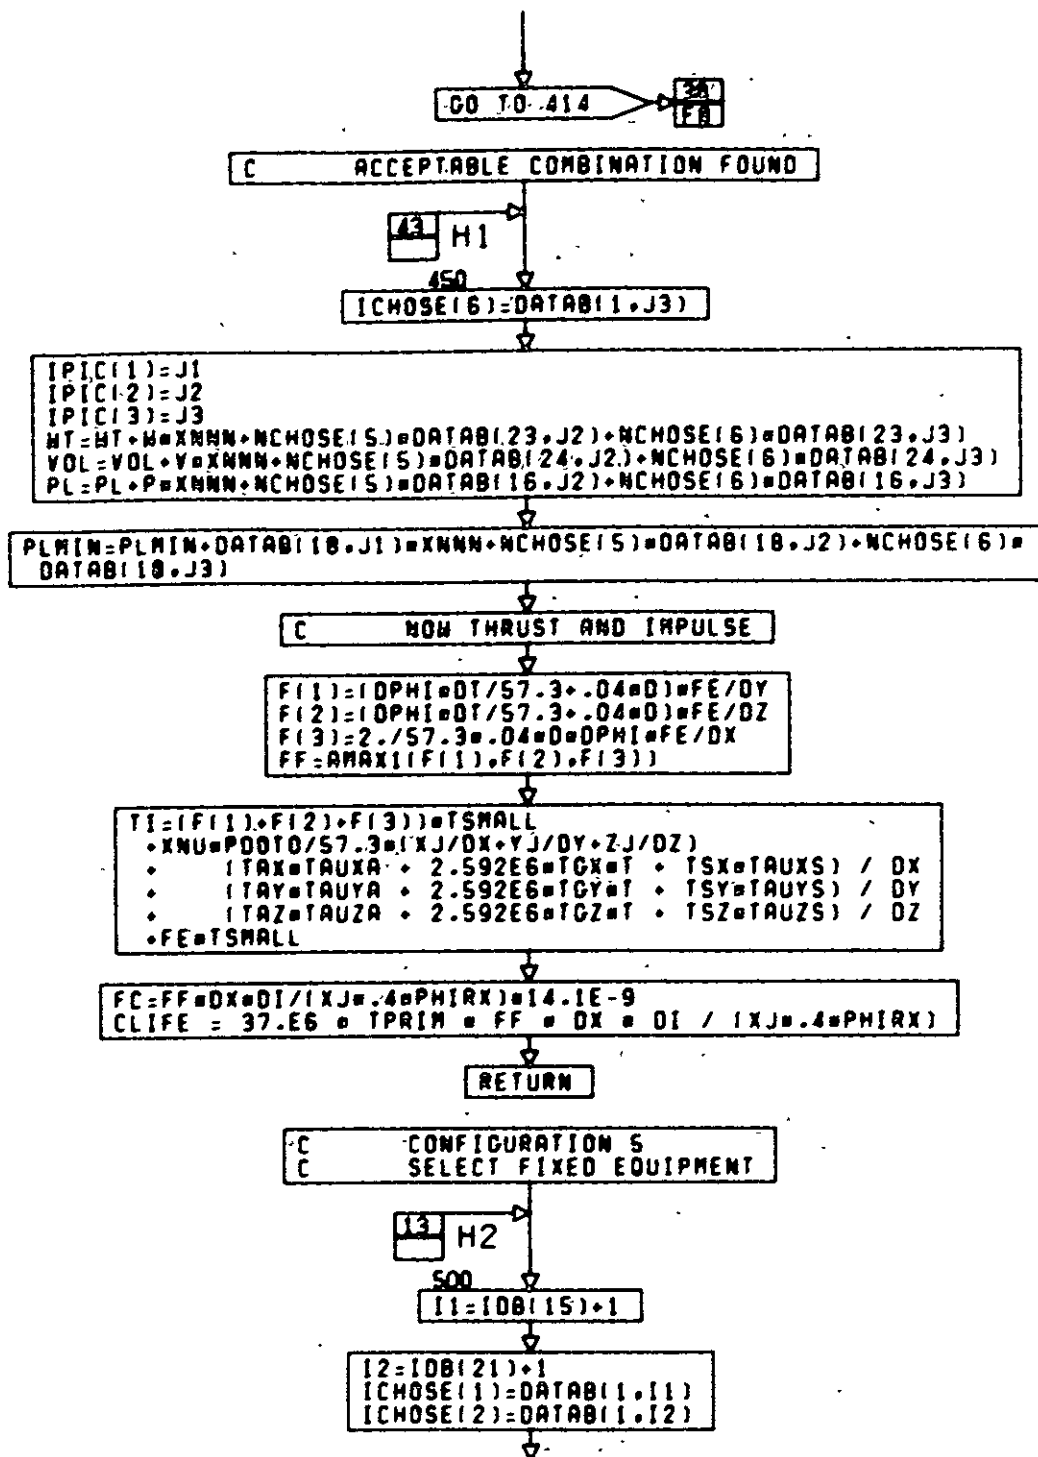 GO TO 414
3A
FA
C ACCEPTABLE COMBINATION FOUND
43
H1
450
ICHOSE(6)=DATAB(1,J3)
IPIC(1)=J1
IPIC(2)=J2
IPIC(3)=J3
WT=WT+W*XNNN+NCHOSE(5)*DATAB(23,J2)+NCHOSE(6)*DATAB(23,J3)
VOL=VOL+V*XNNN+NCHOSE(5)*DATAB(24,J2)+NCHOSE(6)*DATAB(24,J3)
PL=PL+P*XNNN+NCHOSE(5)*DATAB(16,J2)+NCHOSE(6)*DATAB(16,J3)
PLMIN=PLMIN+DATAB(18,J1)*XNNN+NCHOSE(5)*DATAB(18,J2)+NCHOSE(6)*
DATAB(18,J3)
C NOW THRUST AND IMPULSE
F(1)=(DPHI*DT/57.3+.04*D)*FE/DY
F(2)=(DPHI*DT/57.3+.04*D)*FE/DZ
F(3)=2./57.3*.04*D*DPHI*FE/DX
FF=AMAX1(F(1),F(2),F(3))
TI=(F(1)+F(2)+F(3))*TSMALL
+XNU*PDOTO/57.3*(XJ/DX+YJ/DY+ZJ/DZ)
+ (TAX*TAUXA + 2.592E6*TGX*T + TSX*TAUXS) / DX
+ (TAY*TAUYA + 2.592E6*TGY*T + TSY*TAUYS) / DY
+ (TAZ*TAUZA + 2.592E6*TGZ*T + TSZ*TAUZS) / DZ
+FE*TSMALL
FC=FF*DX*DI/(XJ*.4*PHIRX)*14.1E-9
CLIFE = 37.E6 * TPRIM * FF * DX * DI / (XJ*.4*PHIRX)
RETURN
C CONFIGURATION 5
C SELECT FIXED EQUIPMENT
13
H2
500
I1=IDB(15)+1
I2=IDB(21)+1
ICHOSE(1)=DATAB(1,I1)
ICHOSE(2)=DATAB(1,I2)